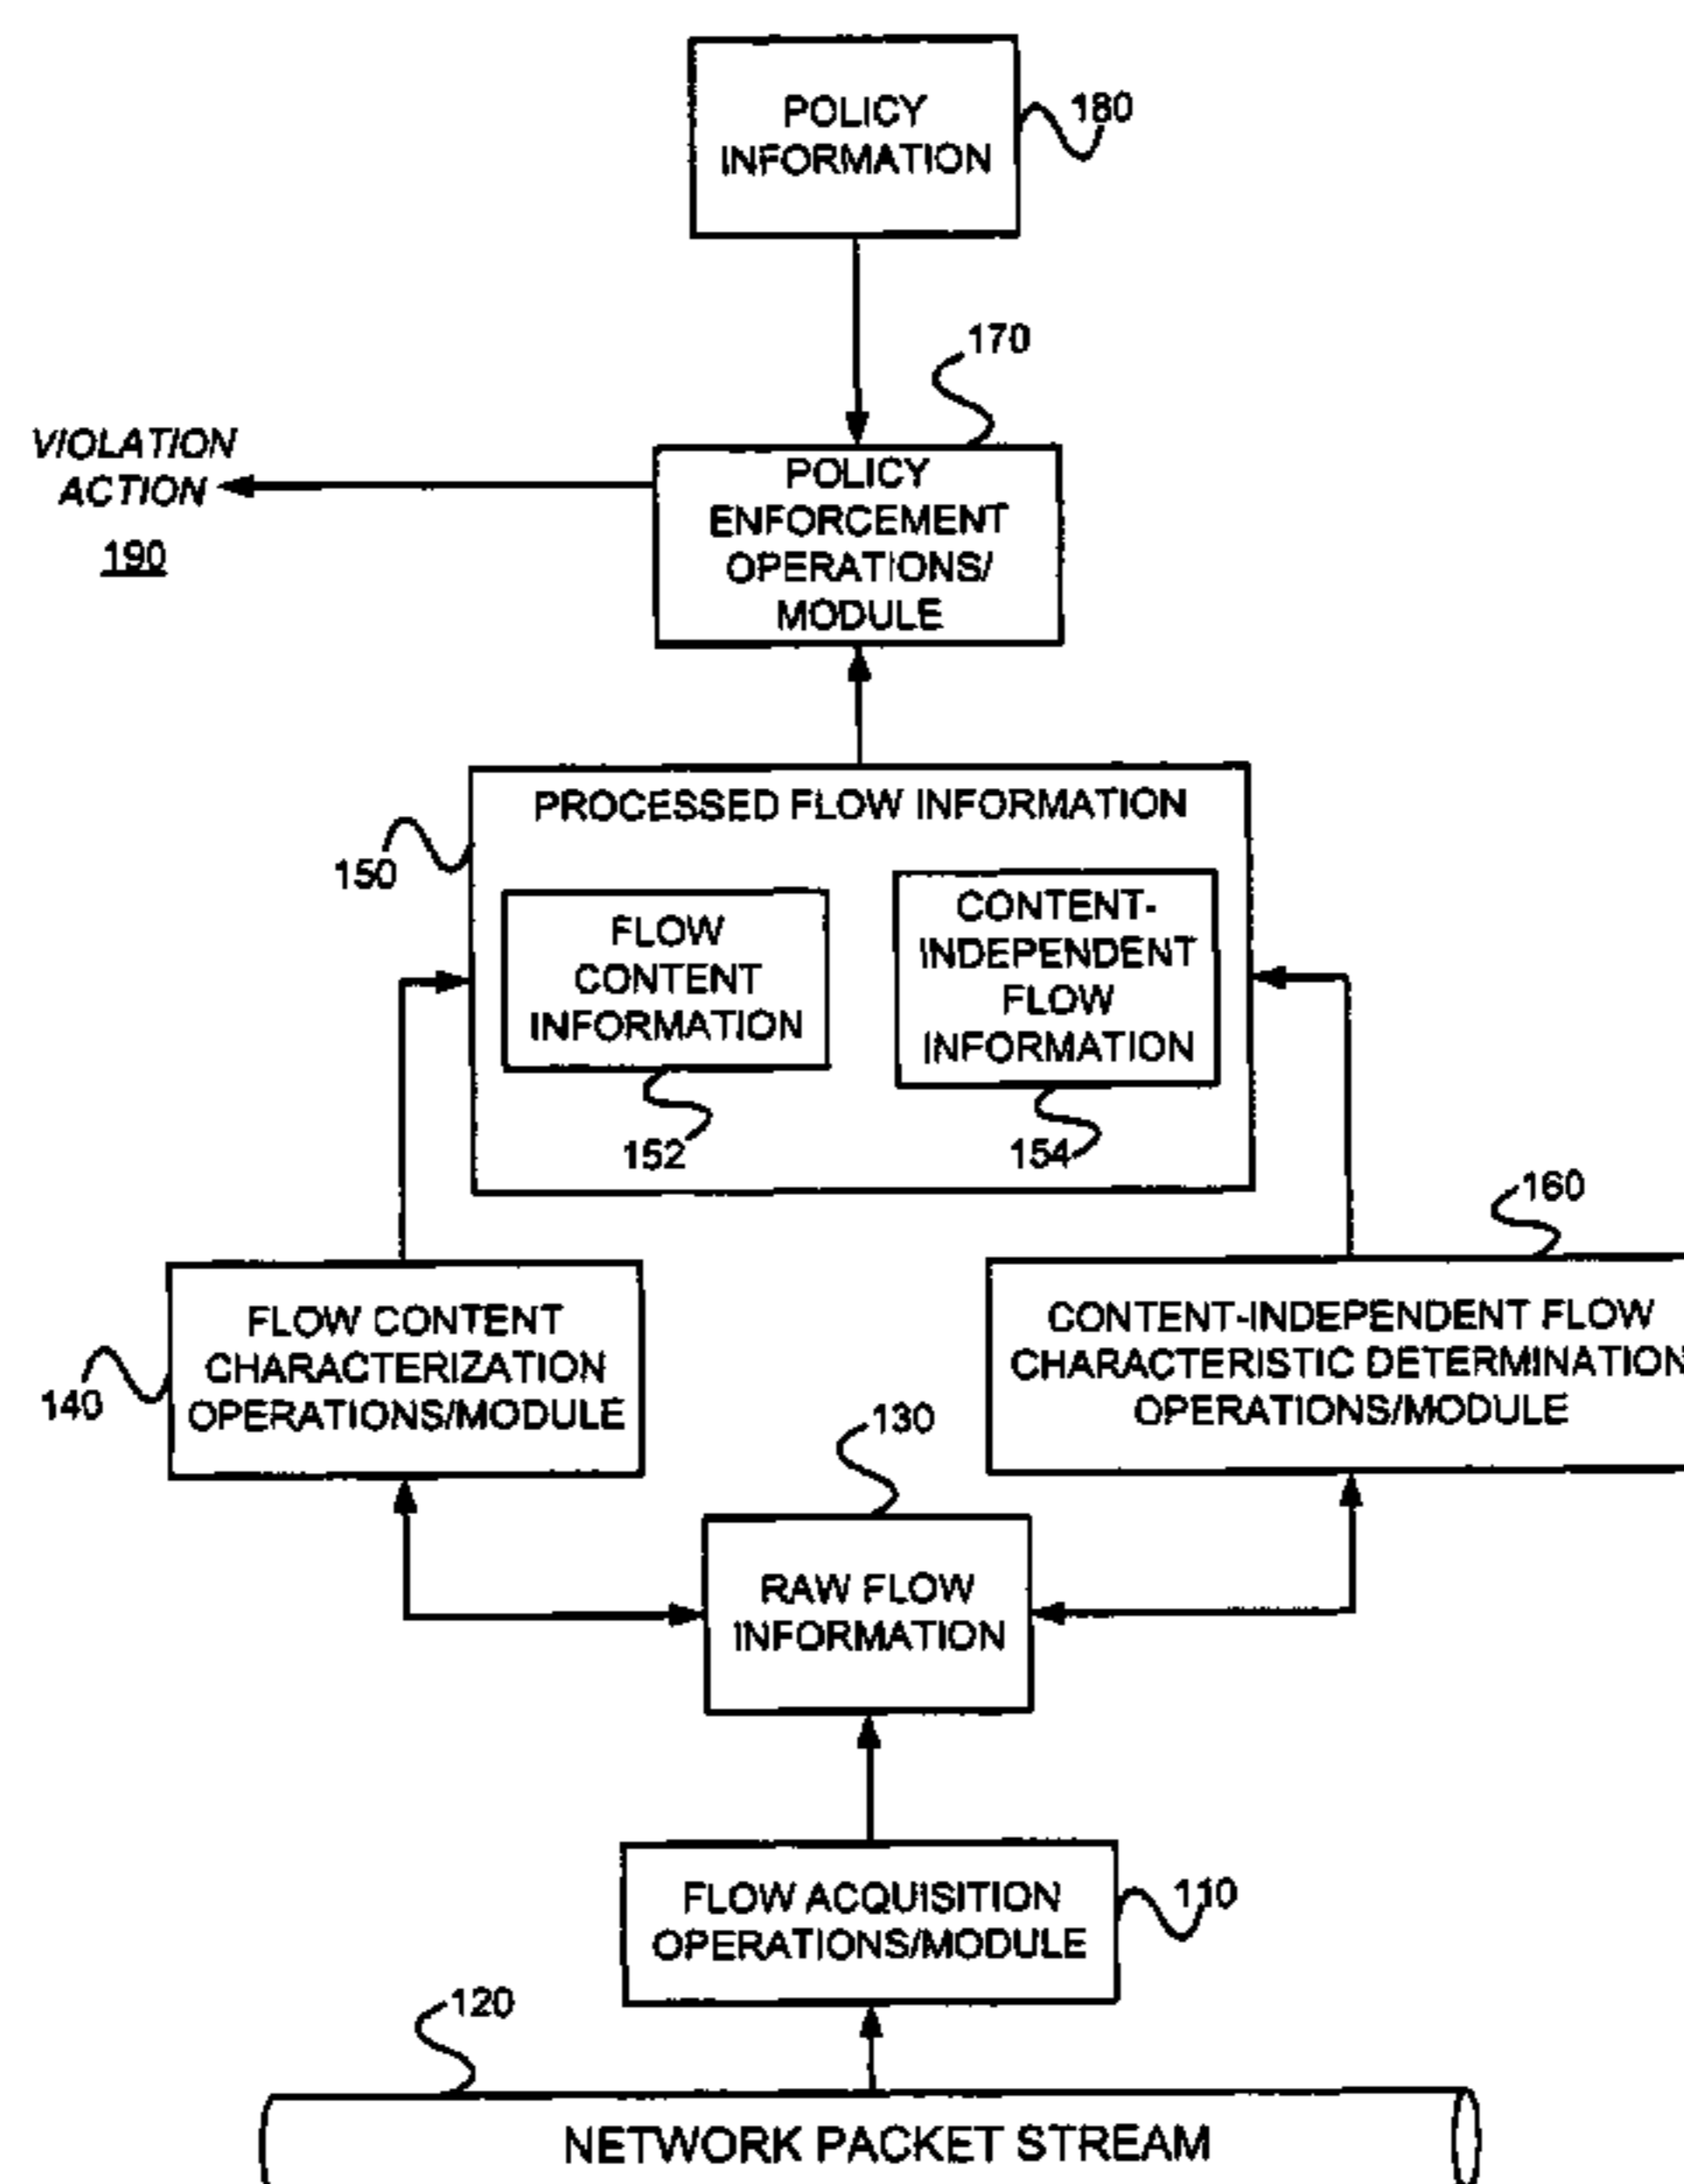 POLICY
INFORMATION
180
170
VIOLATION
ACTION
190
POLICY
ENFORCEMENT
OPERATIONS/
MODULE
PROCESSED FLOW INFORMATION
150
FLOW
CONTENT
INFORMATION
152
CONTENT-
INDEPENDENT
FLOW
INFORMATION
154
160
FLOW CONTENT
CHARACTERIZATION
OPERATIONS/MODULE
140
CONTENT-INDEPENDENT FLOW
CHARACTERISTIC DETERMINATION
OPERATIONS/MODULE
130
RAW FLOW
INFORMATION
FLOW ACQUISITION
OPERATIONS/MODULE
110
120
NETWORK PACKET STREAM